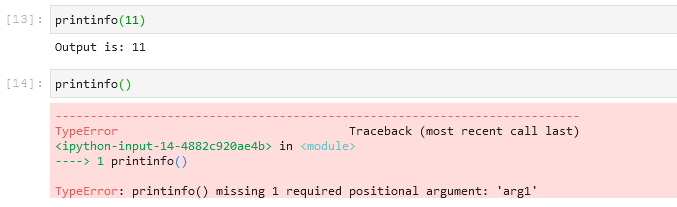 [13]: printinfo(11)
Output is: 11
[14]: printinfo()
---------------------------------------------------------------------------
TypeError                                 Traceback (most recent call last)
<ipython-input-14-4882c920ae4b> in <module>
----> 1 printinfo()
TypeError: printinfo() missing 1 required positional argument: 'arg1'